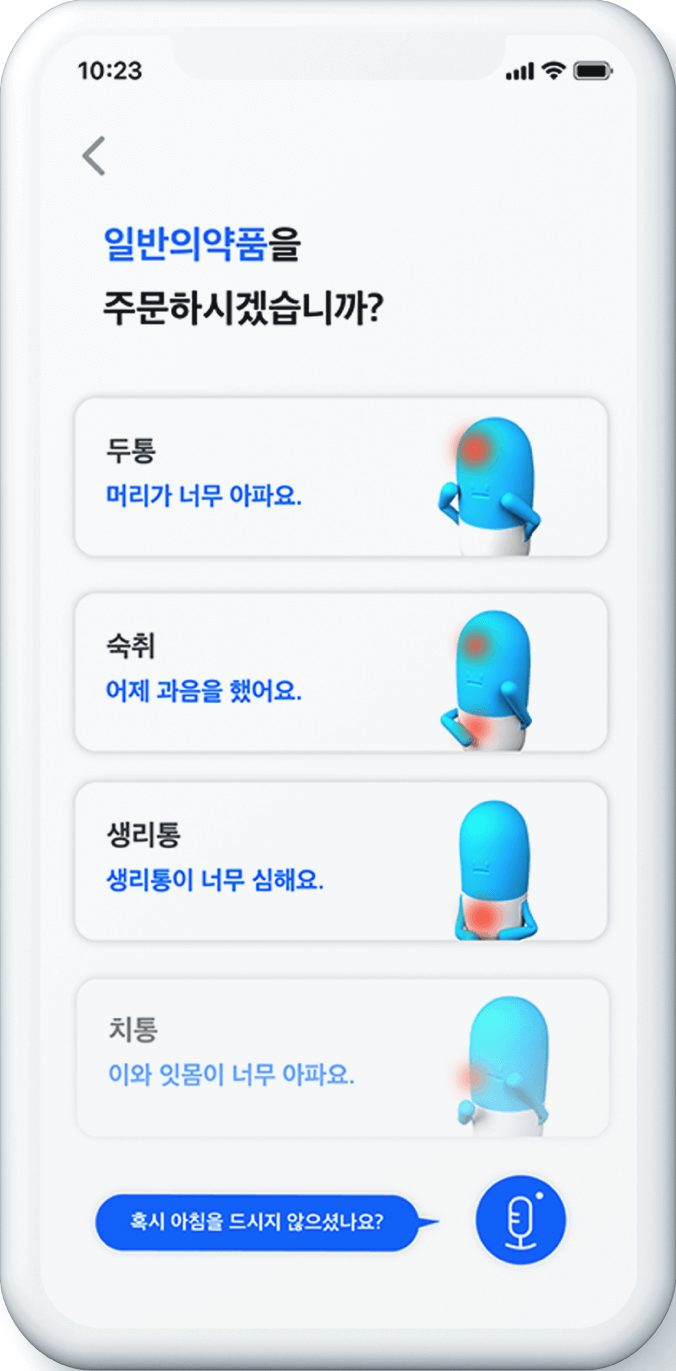 10:23
일반의약품을
주문하시겠습니까?
두통
머리가 너무 아파요.
숙취
어제 과음을 했어요.
생리통
생리통이 너무 심해요.
치통
이와 잇몸이 너무 아파요.
혹시 아침을 드시지 않으셨나요?